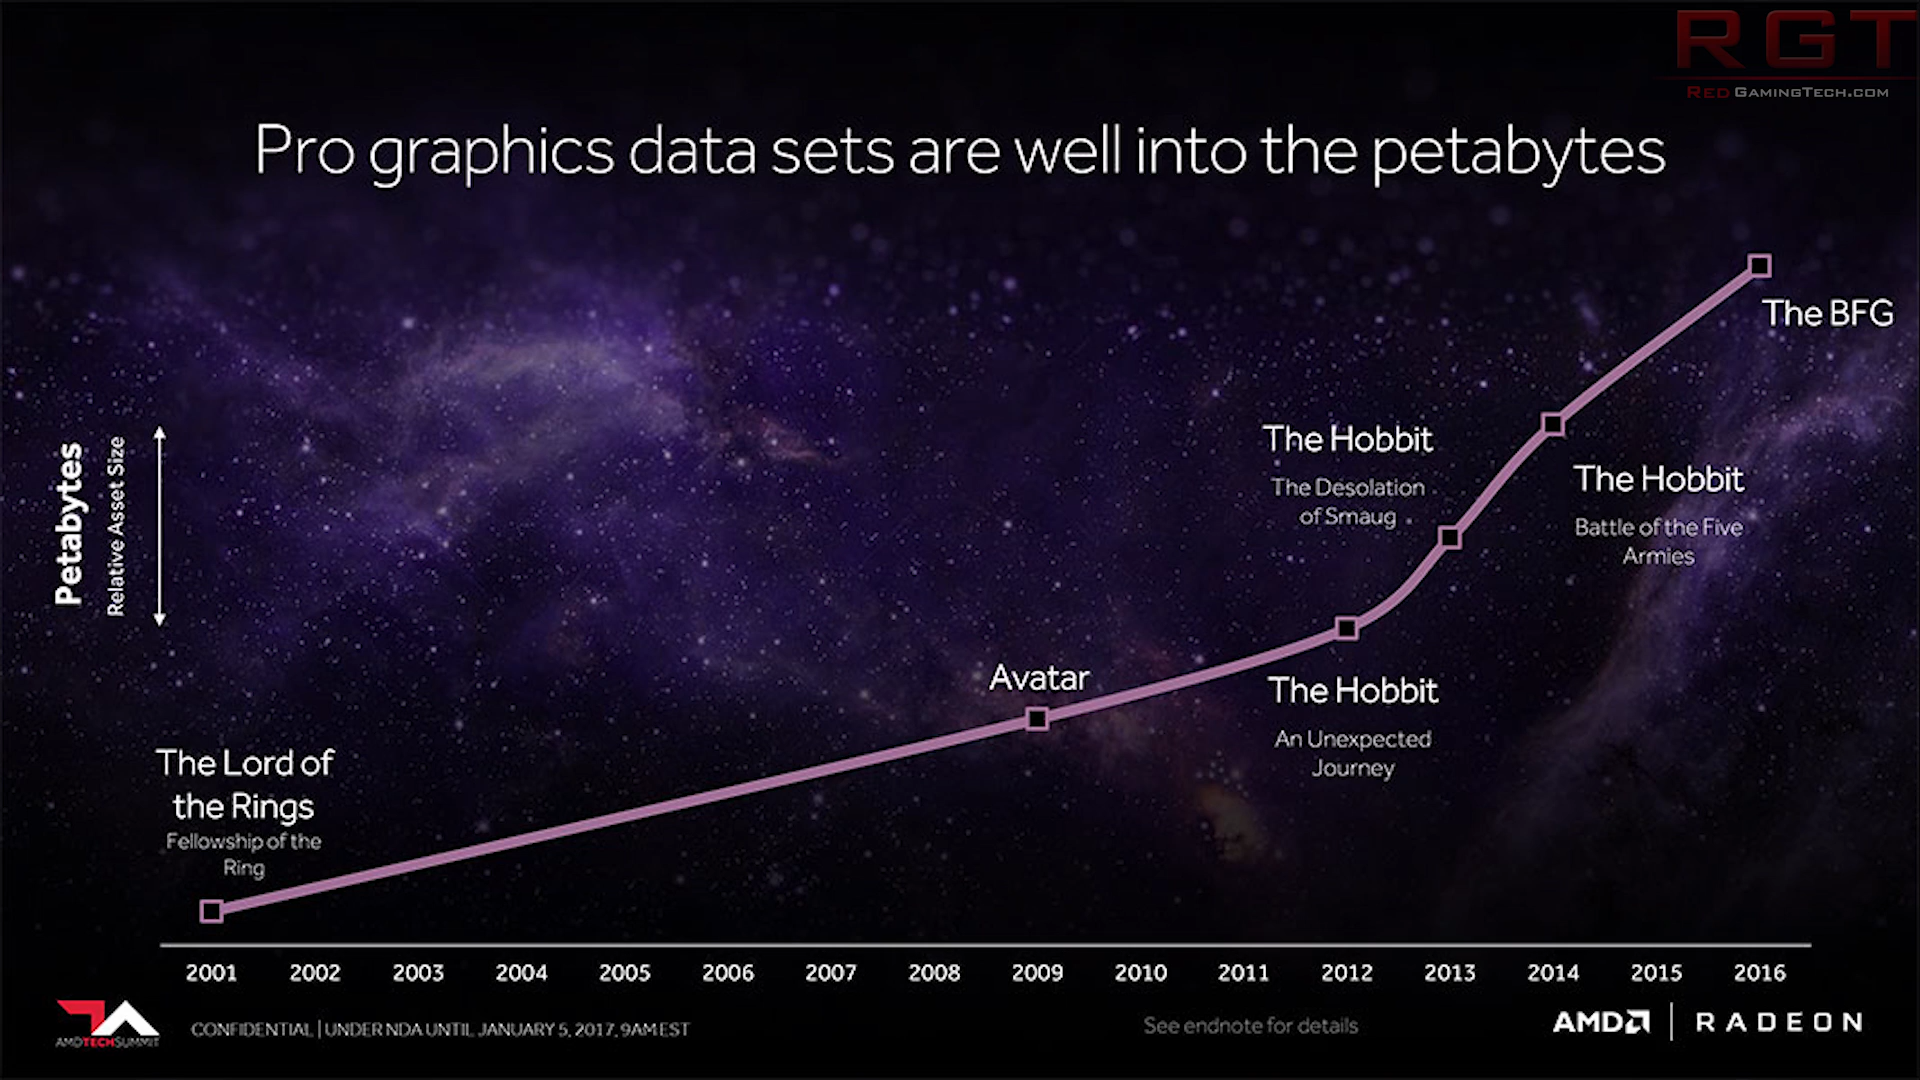 RGT
RED GAMINGTECH.COM
Pro graphics data sets are well into the petabytes
The BFG
The Hobbit
The Desolation
of Smaug
The Hobbit
Battle of the Five
Armies
Petabytes
Relative Asset Size
Avatar
The Hobbit
An Unexpected
Journey
The Lord of
the Rings
Fellowship of the
Ring
2001 2002 2003 2004 2005 2006 2007 2008 2009 2010 2011 2012 2013 2014 2015 2016
AMDTECHSUMMIT
CONFIDENTIAL | UNDER NDA UNTIL JANUARY 5, 2017, 9AM EST
See endnote for details
AMD | RADEON